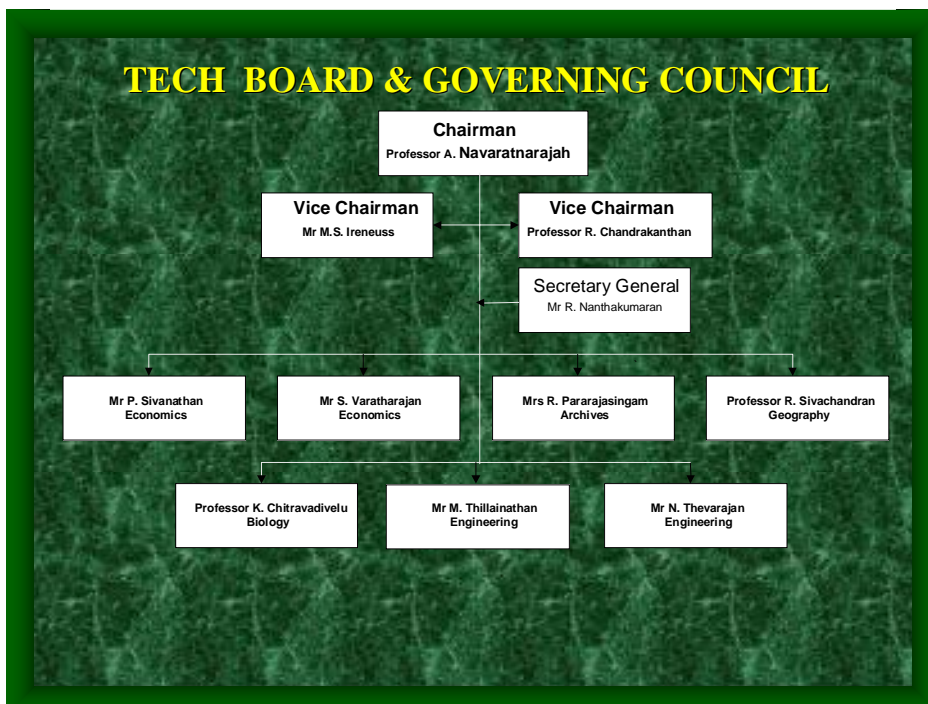 TECH BOARD & GOVERNING COUNCIL
Chairman
Professor A. Navaratnarajah
Vice Chairman
Mr M.S. Ireneuss
Vice Chairman
Professor R. Chandrakanthan
Secretary General
Mr R. Nanthakumaran
Mr P. Sivanathan
Economics
Mr S. Varatharajan
Economics
Mrs R. Pararajasingam
Archives
Professor R. Sivachandran
Geography
Professor K. Chitravadivelu
Biology
Mr M. Thillainathan
Engineering
Mr N. Thevarajan
Engineering